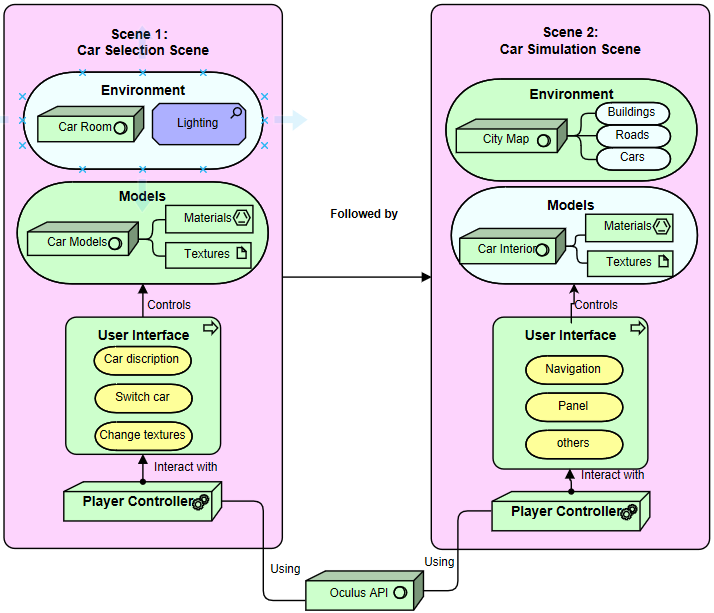 Scene 1:
Car Selection Scene
Environment
Car Room
Lighting
Models
Car Models
Materials
Textures
Controls
User Interface
Car discription
Switch car
Change textures
Interact with
Player Controller
Followed by
Scene 2:
Car Simulation Scene
Environment
City Map
Buildings
Roads
Cars
Models
Car Interior
Materials
Textures
Controls
User Interface
Navigation
Panel
others
Interact with
Player Controller
Using
Using
Oculus API